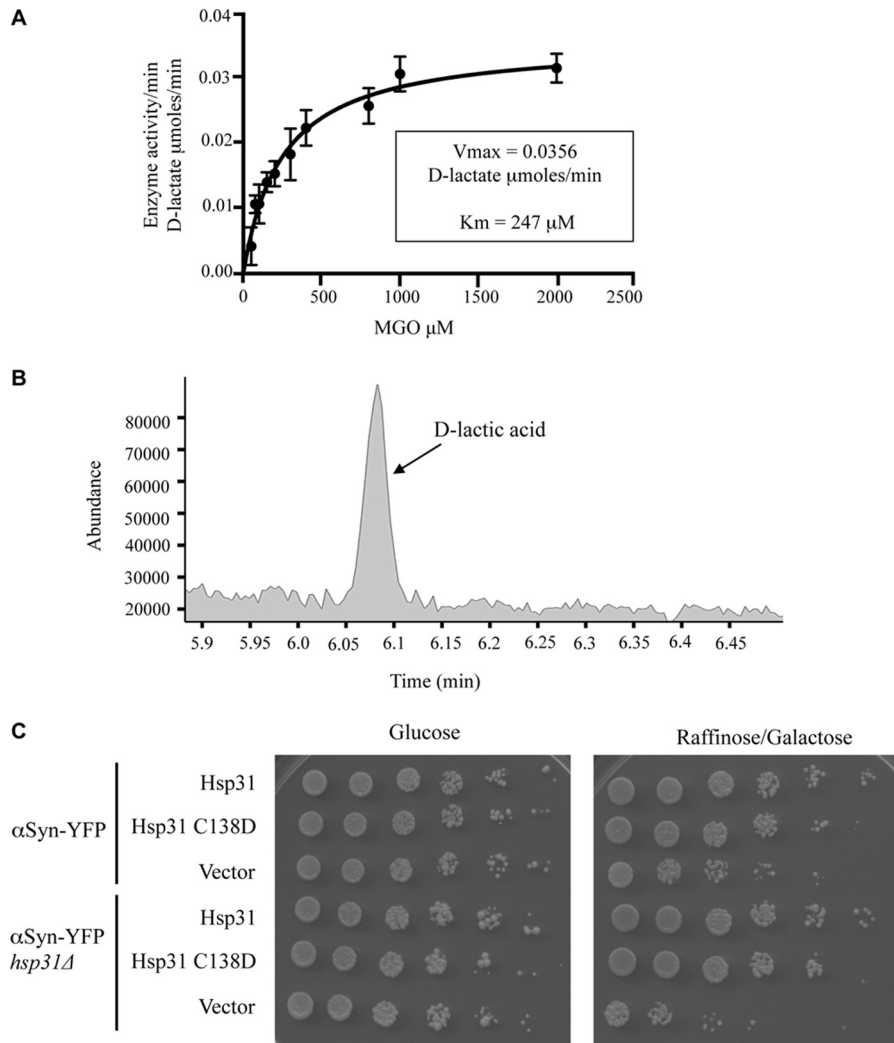 A
Enzyme activity/min
D-lactate μmoles/min
0.04
0.03
0.02
0.01
0.00
Vmax = 0.0356
D-lactate μmoles/min
Km = 247 μM
0 500 1000 1500 2000 2500
MGO μM
B
Abundance
80000
70000
60000
50000
40000
30000
20000
D-lactic acid
5.9 5.95 6.0 6.05 6.1 6.15 6.2 6.25 6.3 6.35 6.4 6.45
Time (min)
C
Glucose Raffinose/Galactose
αSyn-YFP
Hsp31
Hsp31 C138D
Vector
αSyn-YFP
hsp31Δ
Hsp31
Hsp31 C138D
Vector